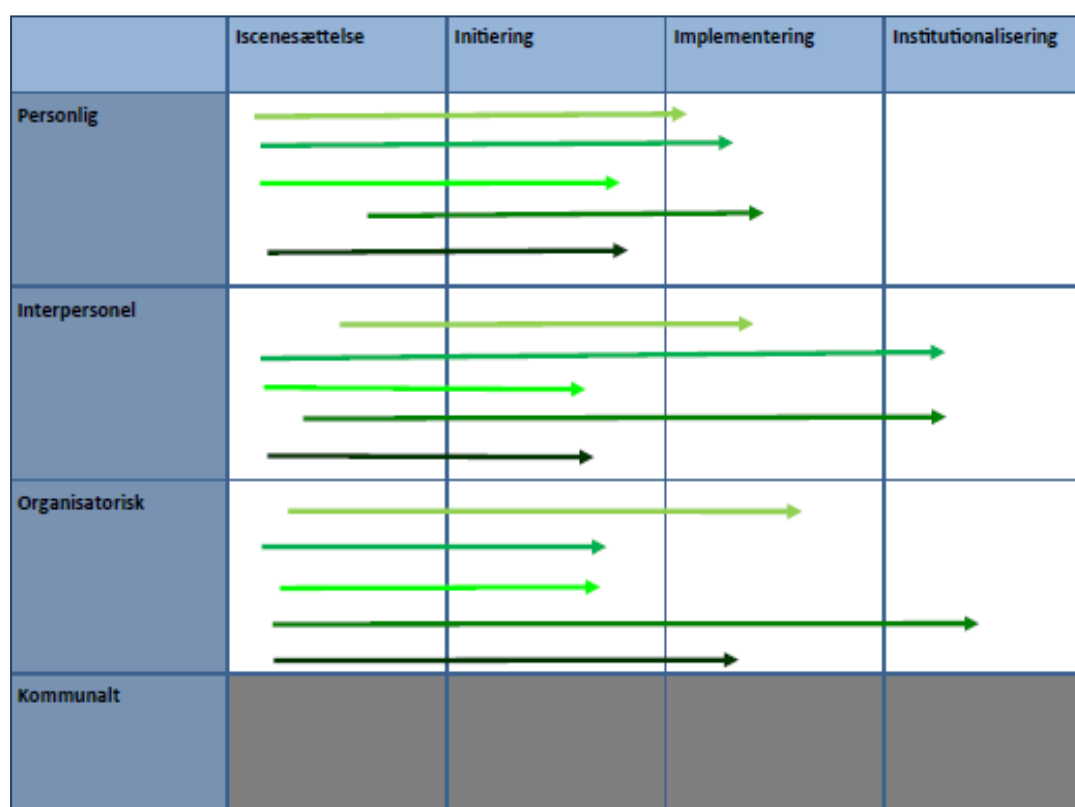 Iscenesættelse
Initiering
Implementering
Institutionalisering
Personlig
Interpersonel
Organisatorisk
Kommunalt